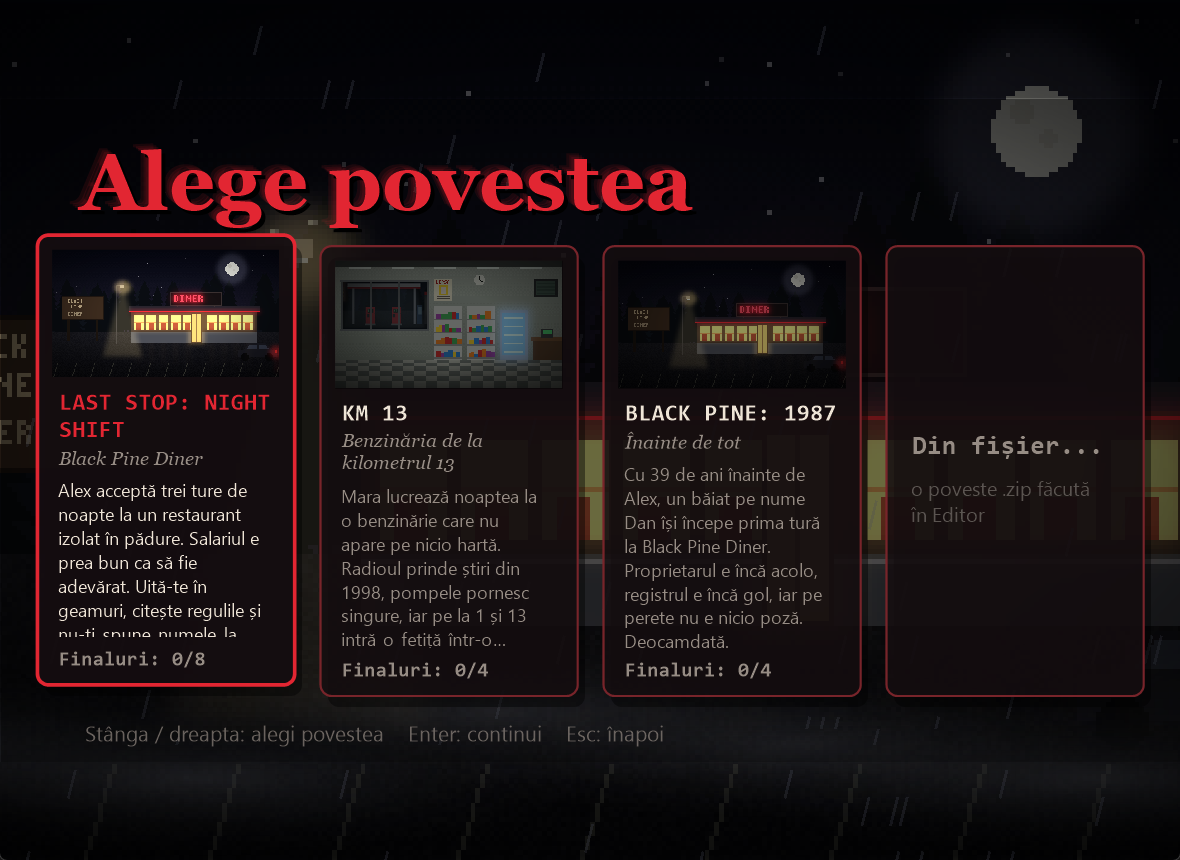 Alege povestea
DINER
LAST STOP: NIGHT
SHIFT
Black Pine Diner
Alex acceptă trei ture de
noapte la un restaurant
izolat în pădure. Salariul e
prea bun ca să fie
adevărat. Uită-te în
geamuri, citește regulile și
nu-ți spune numele la
Finaluri: 0/8
KM 13
Benzinăria de la
kilometrul 13
Mara lucrează noaptea la
o benzinărie care nu
apare pe nicio hartă.
Radioul prinde știri din
1998, pompele pornesc
singure, iar pe la 1 și 13
intră o fetiță într-o...
Finaluri: 0/4
DINER
BLACK PINE: 1987
Înainte de tot
Cu 39 de ani înainte de
Alex, un băiat pe nume
Dan își începe prima tură
la Black Pine Diner.
Proprietarul e încă acolo,
registrul e încă gol, iar pe
perete nu e nicio poză.
Deocamdată.
Finaluri: 0/4
Din fișier...
o poveste .zip făcută
în Editor
Stânga / dreapta: alegi povestea Enter: continui Esc: înapoi